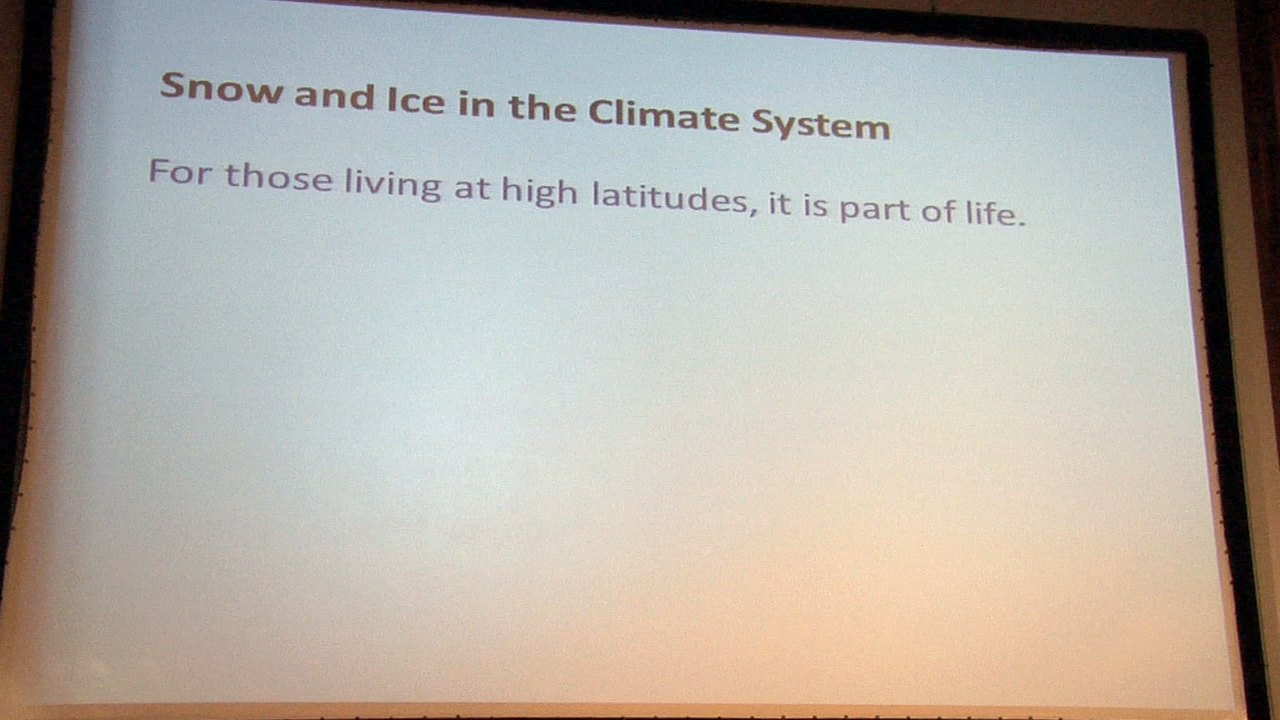 Snow and Ice in the Climate System
For those living at high latitudes, it is part of life.